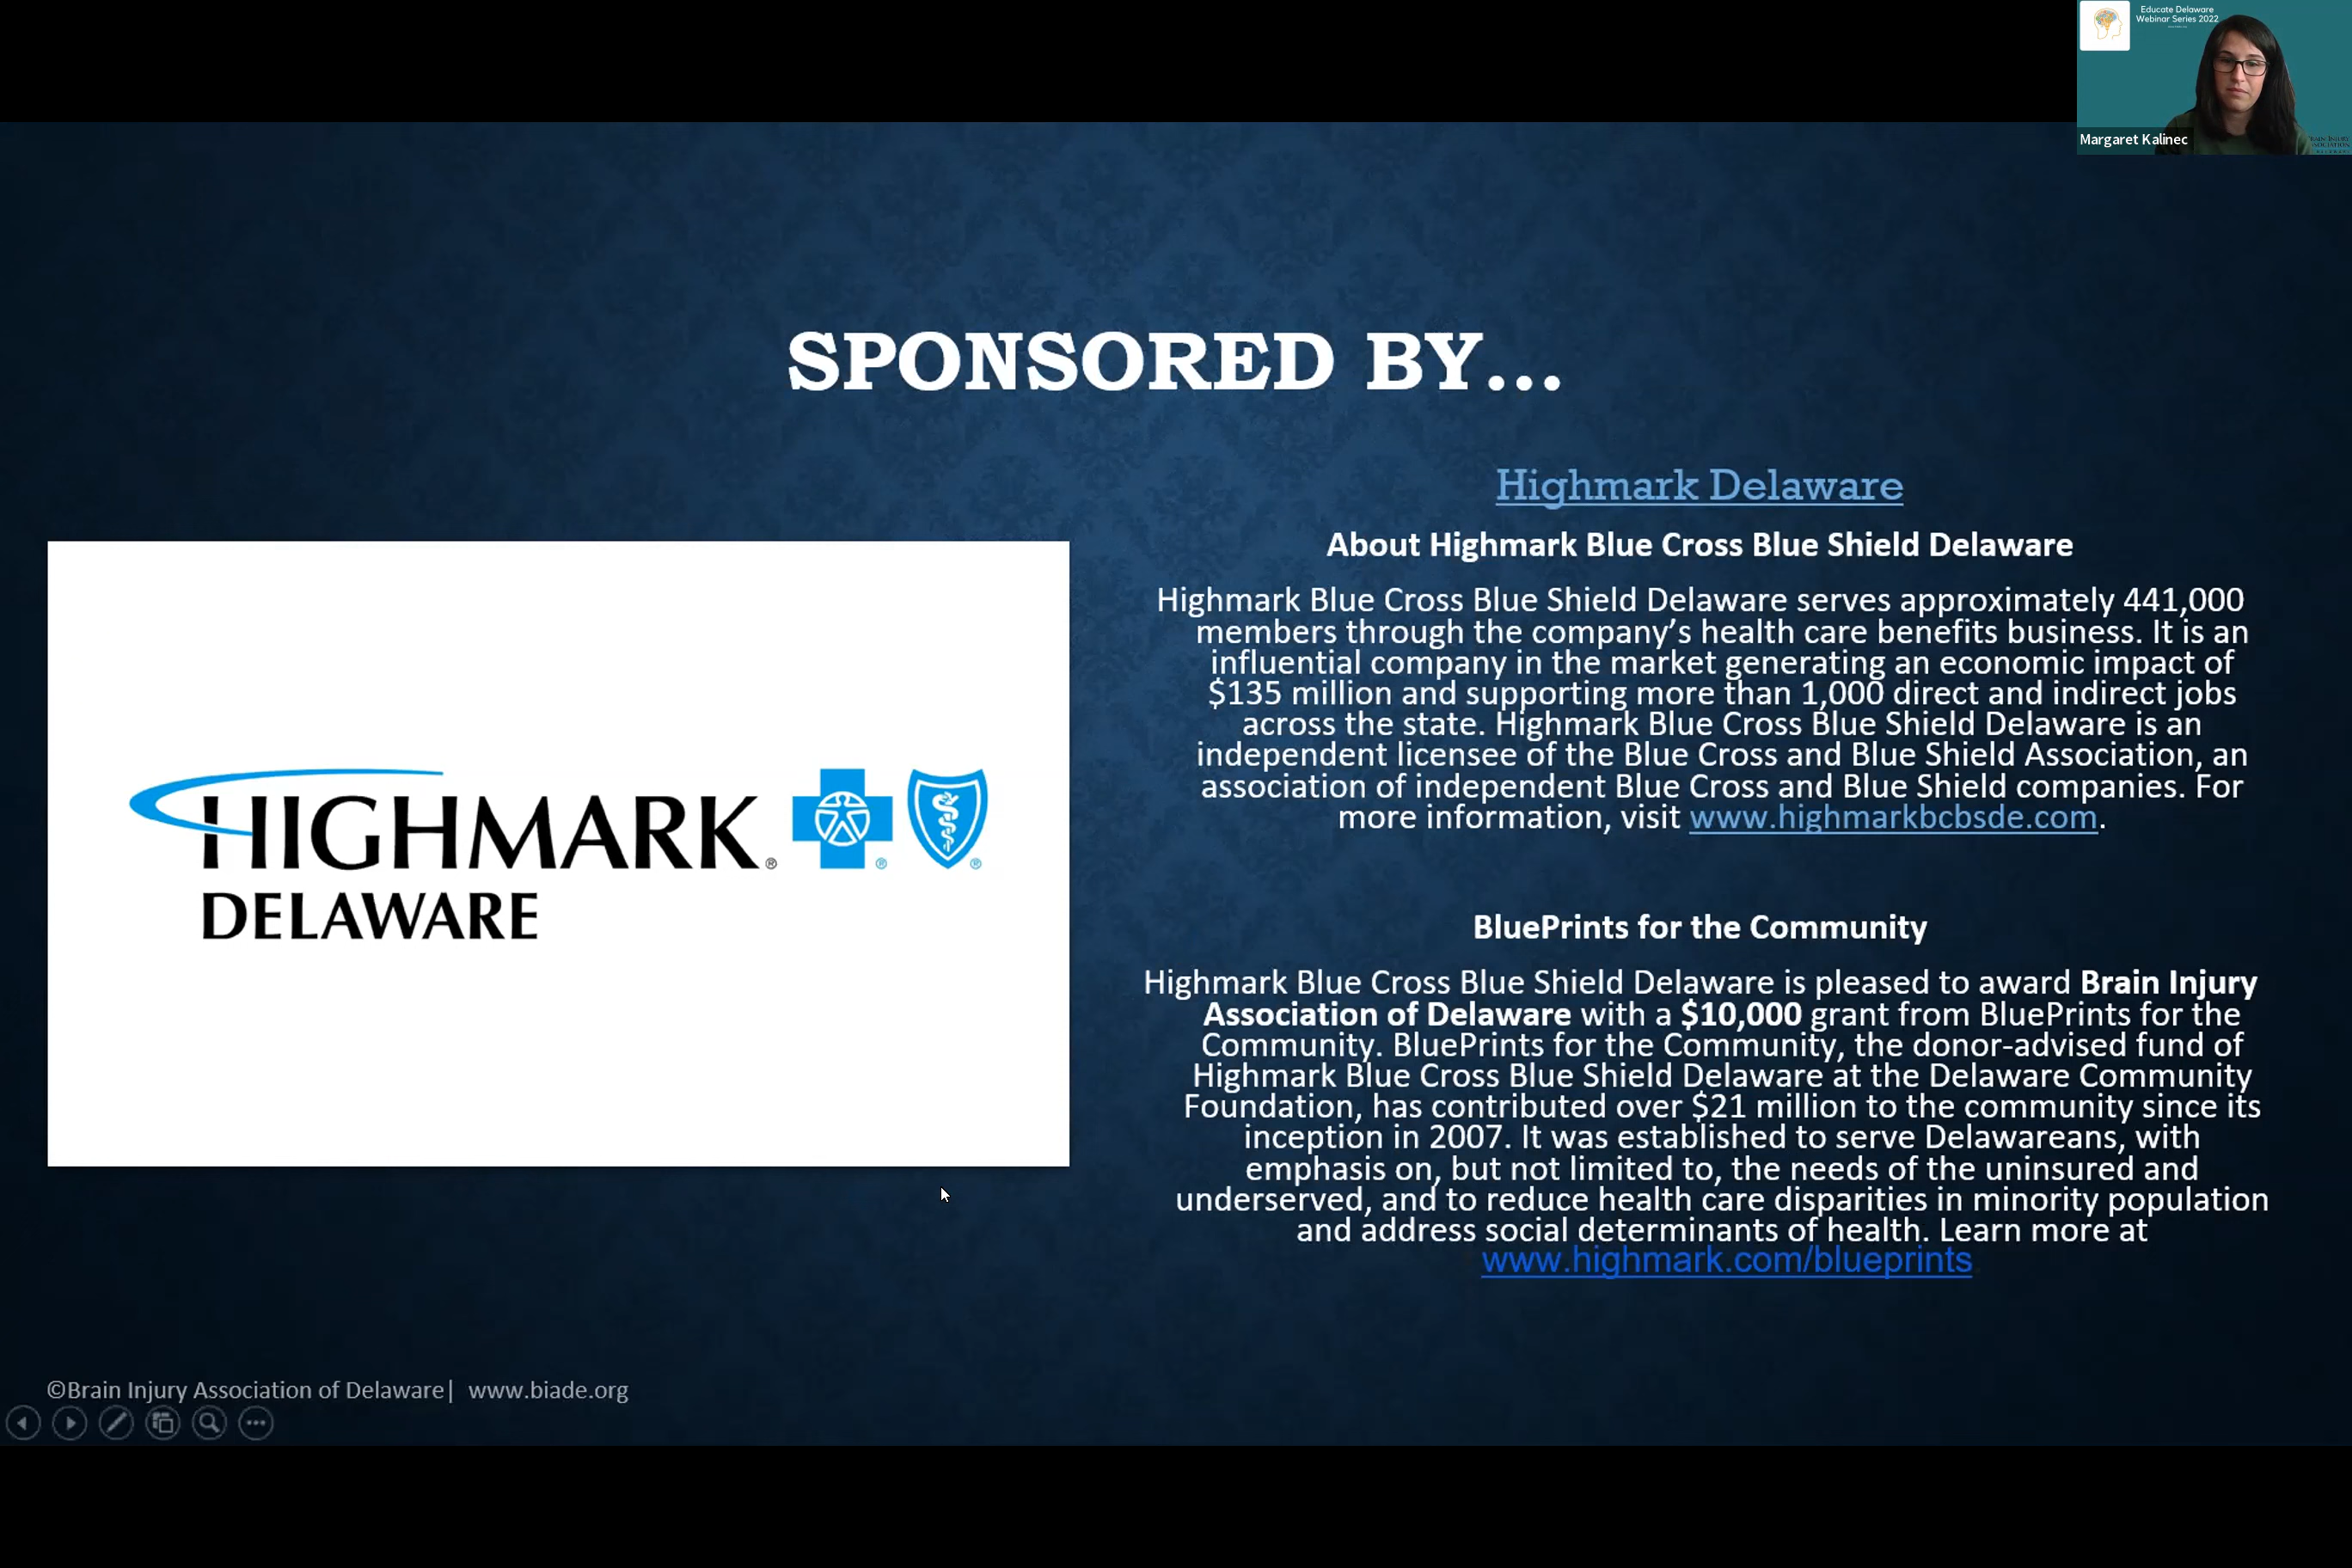 Educate Delaware
Webinar Series 2022
Margaret Kalinec
SPONSORED BY...
HIGHMARK®
DELAWARE
Highmark Delaware
About Highmark Blue Cross Blue Shield Delaware
Highmark Blue Cross Blue Shield Delaware serves approximately 441,000
members through the company’s health care benefits business. It is an
influential company in the market generating an economic impact of
$135 million and supporting more than 1,000 direct and indirect jobs
across the state. Highmark Blue Cross Blue Shield Delaware is an
independent licensee of the Blue Cross and Blue Shield Association, an
association of independent Blue Cross and Blue Shield companies. For
more information, visit www.highmarkbcbsde.com.
BluePrints for the Community
Highmark Blue Cross Blue Shield Delaware is pleased to award Brain Injury
Association of Delaware with a $10,000 grant from BluePrints for the
Community. BluePrints for the Community, the donor-advised fund of
Highmark Blue Cross Blue Shield Delaware at the Delaware Community
Foundation, has contributed over $21 million to the community since its
inception in 2007. It was established to serve Delawareans, with
emphasis on, but not limited to, the needs of the uninsured and
underserved, and to reduce health care disparities in minority population
and address social determinants of health. Learn more at
www.highmark.com/blueprints
©Brain Injury Association of Delaware| www.biade.org